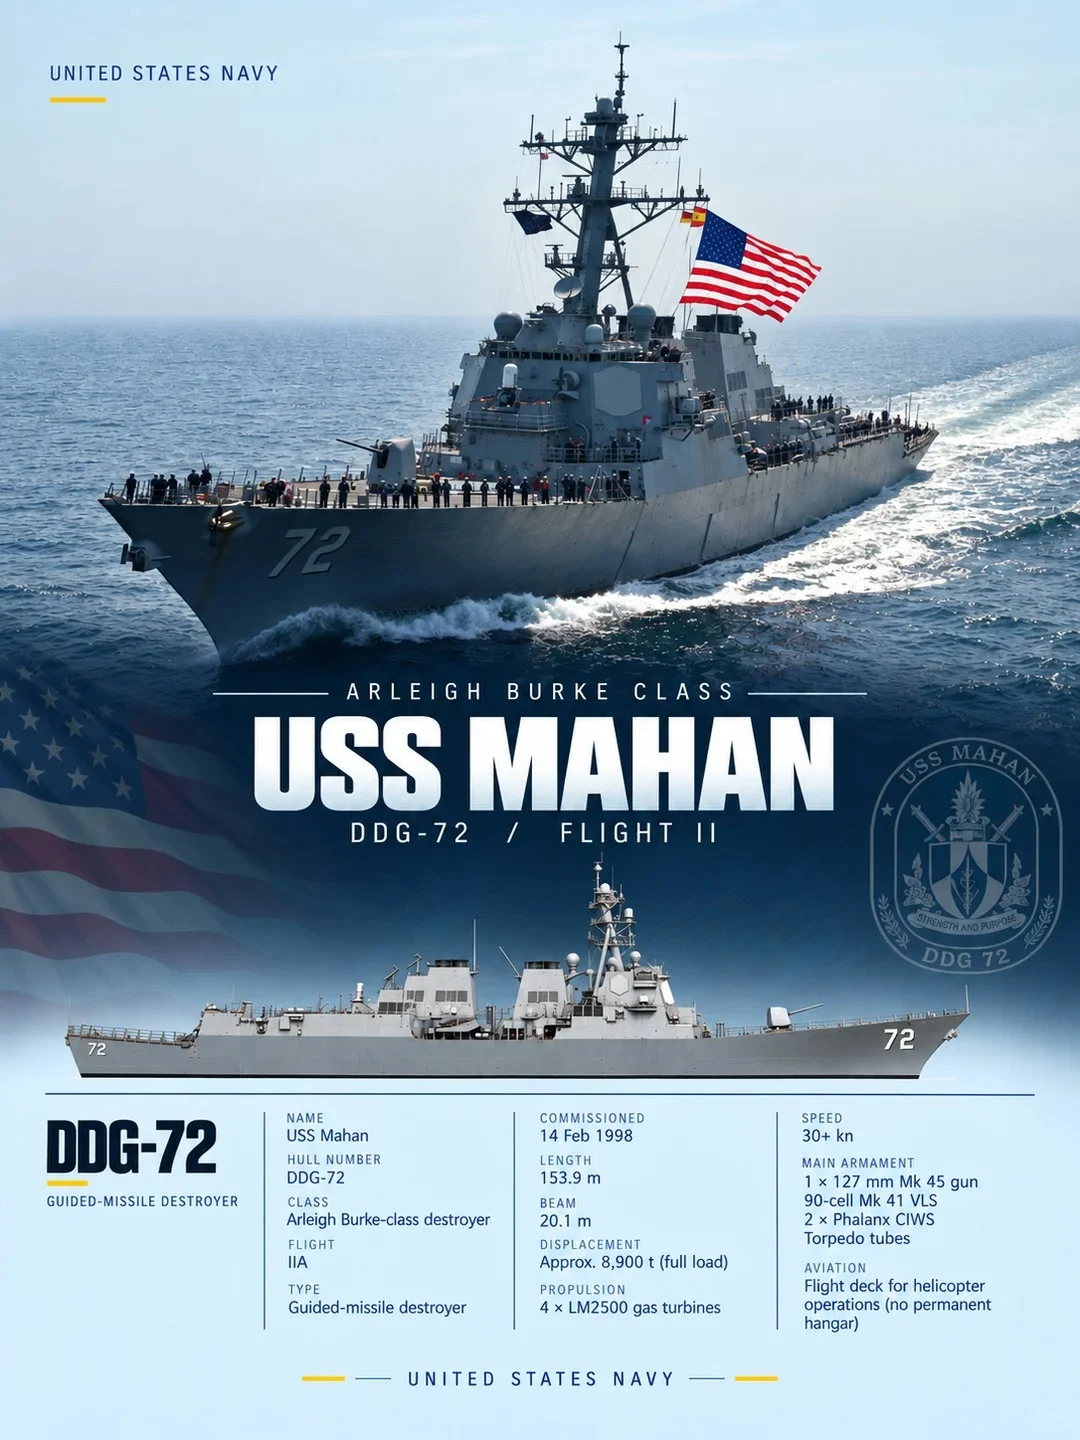 UNITED STATES NAVY
72
ARLEIGH BURKE CLASS
USS MAHAN
DDG-72 / FLIGHT II
USS MAHAN
STRENGTH AND PURPOSE
DDG 72
72
72
DDG-72
GUIDED-MISSILE DESTROYER
NAME
USS Mahan
HULL NUMBER
DDG-72
CLASS
Arleigh Burke-class destroyer
FLIGHT
IIA
TYPE
Guided-missile destroyer
COMMISSIONED
14 Feb 1998
LENGTH
153.9 m
BEAM
20.1 m
DISPLACEMENT
Approx. 8,900 t (full load)
PROPULSION
4 × LM2500 gas turbines
SPEED
30+ kn
MAIN ARMAMENT
1 × 127 mm Mk 45 gun
90-cell Mk 41 VLS
2 × Phalanx CIWS
Torpedo tubes
AVIATION
Flight deck for helicopter
operations (no permanent
hangar)
UNITED STATES NAVY